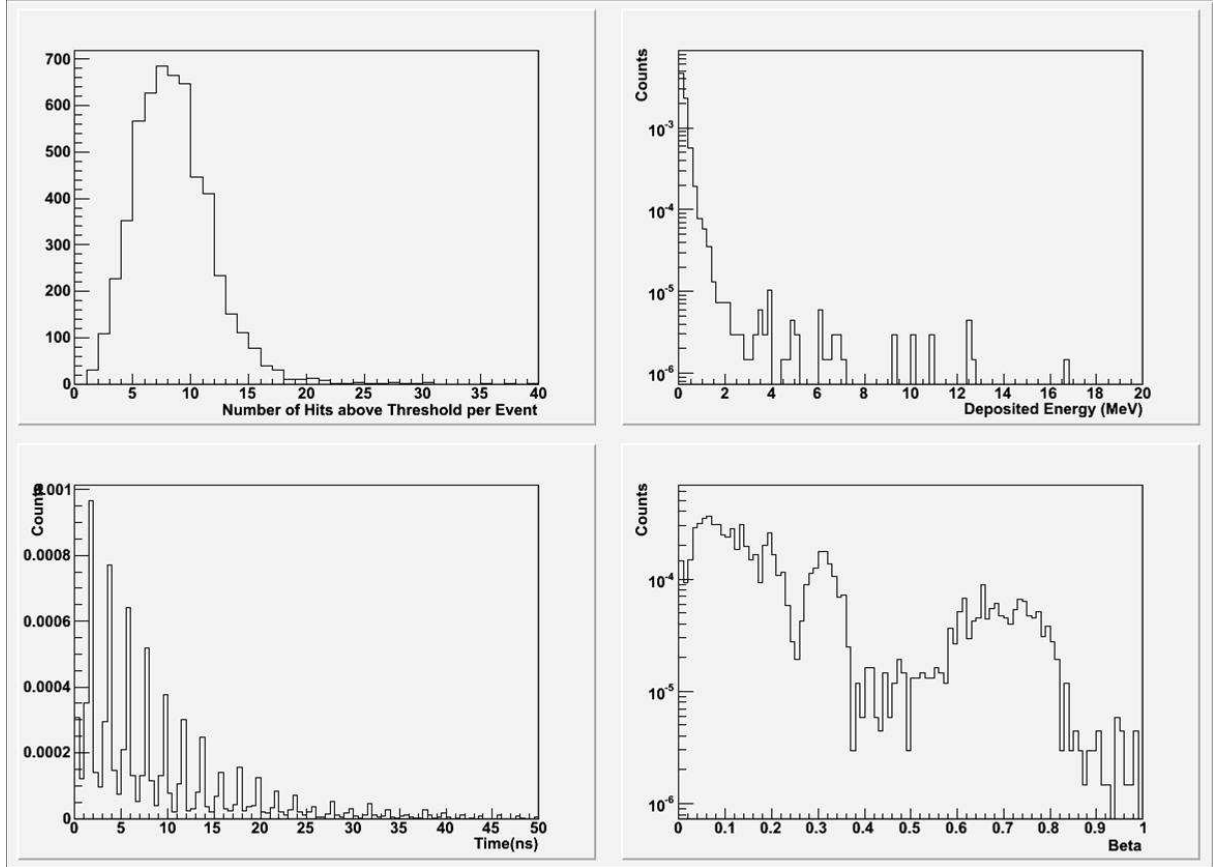 700
600
500
400
300
200
100
0
0 5 10 15 20 25 30 35 40
Number of Hits above Threshold per Event
Counts
10-3
10-4
10-5
10-6
0 2 4 6 8 10 12 14 16 18 20
Deposited Energy (MeV)
Counts
0.001
0.0008
0.0006
0.0004
0.0002
0
0 5 10 15 20 25 30 35 40 45 50
Time(ns)
Counts
10-4
10-5
10-6
0 0.1 0.2 0.3 0.4 0.5 0.6 0.7 0.8 0.9 1
Beta